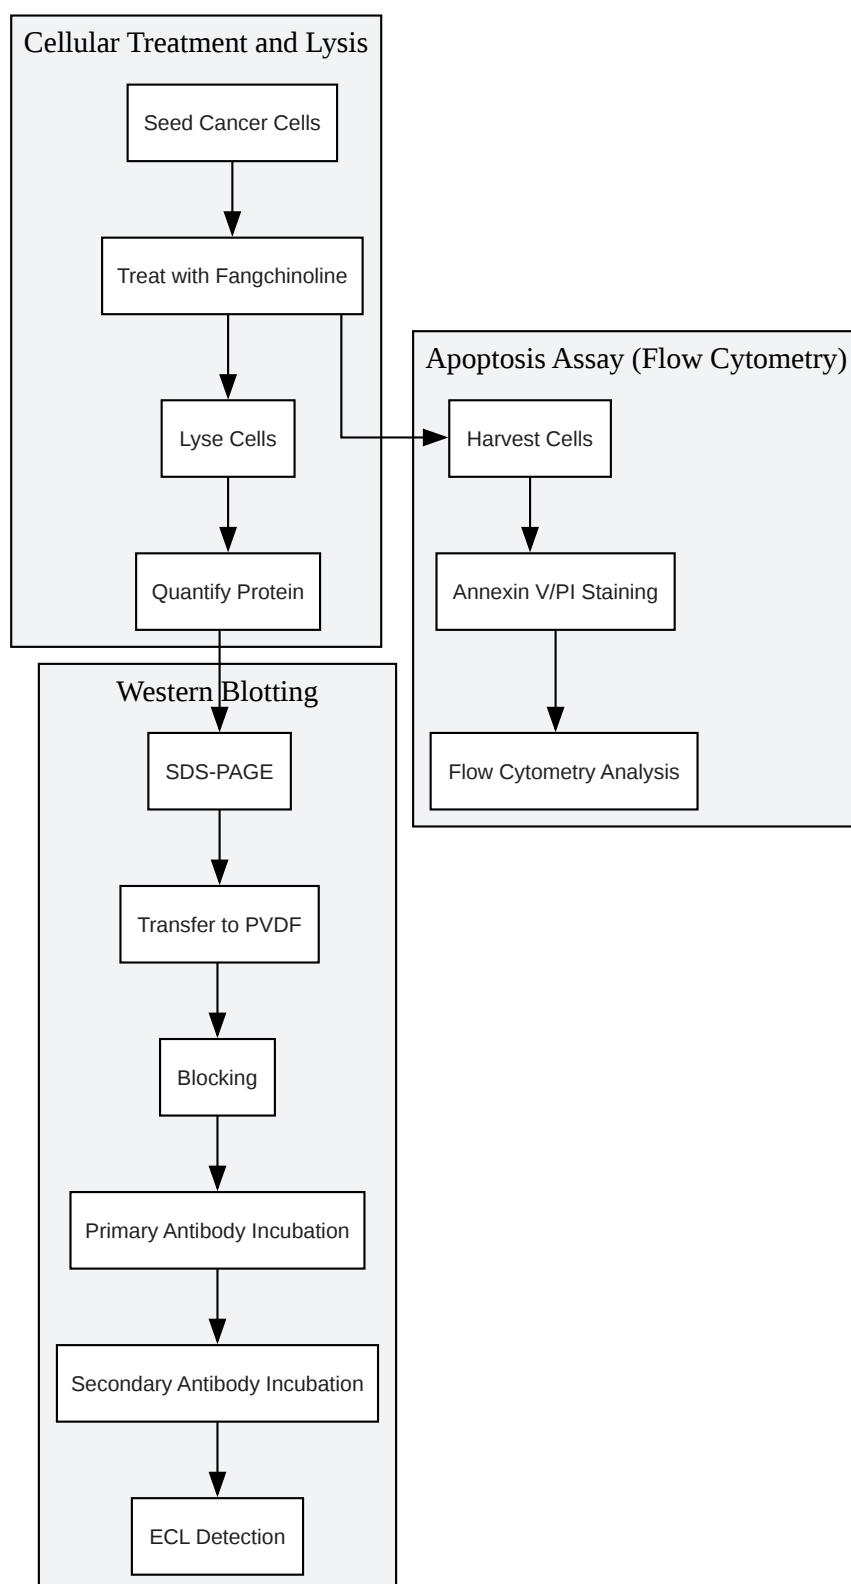 Cellular Treatment and Lysis
Seed Cancer Cells
Treat with Fangchinoline
Lyse Cells
Quantify Protein
Apoptosis Assay (Flow Cytometry)
Harvest Cells
Annexin V/PI Staining
Flow Cytometry Analysis
Western Blotting
SDS-PAGE
Transfer to PVDF
Blocking
Primary Antibody Incubation
Secondary Antibody Incubation
ECL Detection